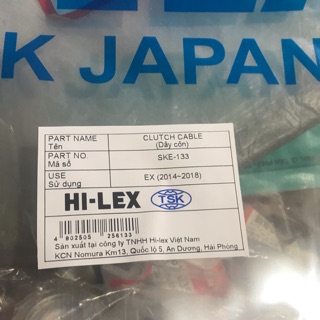 K JAPAN
PART NAME CLUTCH CABLE
Tên (Dây côn)
PART NO. SKE-133
Mã số
USE EX (2014~2018)
Sử dụng
HI-LEX TSK
4 902505 256133
Sản xuất tại công ty TNHH Hi-lex Việt Nam
KCN Nomura Km13, Quốc lộ 5, An Dương, Hải Phòng